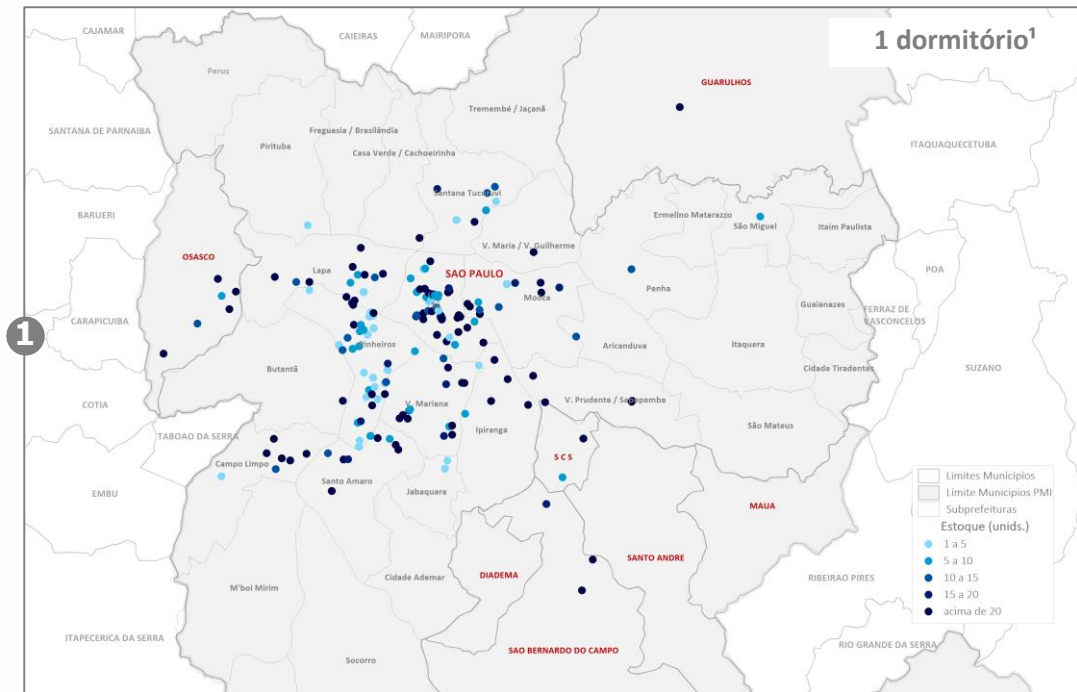 CAJAMAR
CAIEIRAS
MAIRIPORA
1 dormitório¹
Perus
GUARULHOS
Tremembé / Jaçanã
SANTANA DE PARNAIBA
Freguesia / Brasilândia
Pirituba
Casa Verde / Cachoeirinha
ITAQUAQUECETUBA
Santana Tucuruvi
BARUERI
Ermelino Matarazzo
São Miguel
Itaim Paulista
V. Maria / V. Guilherme
OSASCO
Lapa
SAO PAULO
POA
Penha
Mooca
Guaianazes
FERRAZ DE
VASCONCELOS
CARAPICUIBA
1
Pinheiros
Aricanduva
Itaquera
Butantã
Cidade Tiradentes
SUZANO
COTIA
V. Mariana
V. Prudente / Sapopemba
TABOAO DA SERRA
Ipiranga
São Mateus
S C S
Campo Limpo
Santo Amaro
Jabaquara
EMBU
MAUA
Limites Municipios
Limite Municipios PMI
Subprefeituras
Estoque (unids.)
1 a 5
5 a 10
10 a 15
15 a 20
acima de 20
SANTO ANDRE
DIADEMA
Cidade Ademar
M'boi Mirim
RIBEIRAO PIRES
ITAPECERICA DA SERRA
SAO BERNARDO DO CAMPO
RIO GRANDE DA SERRA
Socorro